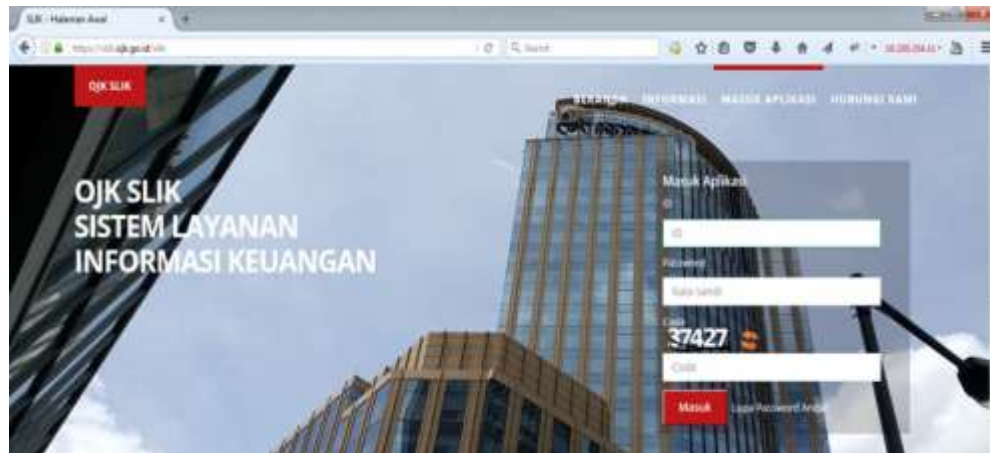 SLIK - Halaman Awal
Search
OJK SLIK
BERANDA INFORMASI MASUK APLIKASI HUBUNGI KAMI
OJK SLIK
SISTEM LAYANAN
INFORMASI KEUANGAN
Masuk Aplikasi
ID
ID
Password
Kata sandi
Code
37427
Code
Masuk Lupa Password Anda?